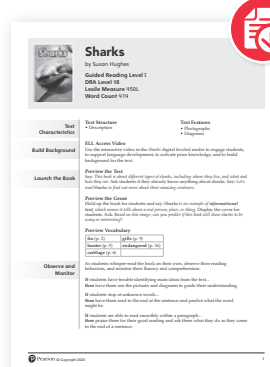 Sharks
Sharks
by Susan Hughes
Guided Reading Level I
DRA Level 16
Lexile Measure 450L
Word Count 414
Text
Characteristics
Text Structure
• Description
Text Features
• Photographs
• Diagrams
Build Background
ELL Access Video
Use the interactive video in the Sharks digital leveled reader to engage students,
to support language development, to activate prior knowledge, and to build
background for the text.
Launch the Book
Preview the Text
Say: This book is about different types of sharks, including where they live, and what and
how they eat. Ask students if they already know anything about sharks. Say: Let's
read Sharks to find out more about these amazing creatures.
Preview the Genre
Hold up the book for students and say: Sharks is an example of informational
text, which means it tells about a real person, place, or thing. Display the cover for
students. Ask: Based on this image, can you predict if this book will show sharks to be
scary or interesting?
Preview Vocabulary
fin (p. 2)
gills (p. 9)
hunter (p. 5)
endangered (p. 16)
cartilage (p. 6)
Observe and
Monitor
As students whisper-read the book on their own, observe their reading
behaviors, and monitor their fluency and comprehension.
If students have trouble identifying main ideas from the text...
then have them use the pictures and diagrams to guide their understanding.
If students stop at unknown words...
then have them read to the end of the sentence and predict what the word
might be.
If students are able to read smoothly within a paragraph...
then praise them for their good reading and ask them what they do as they come
to the end of a sentence.
Pearson © Copyright 2020
1